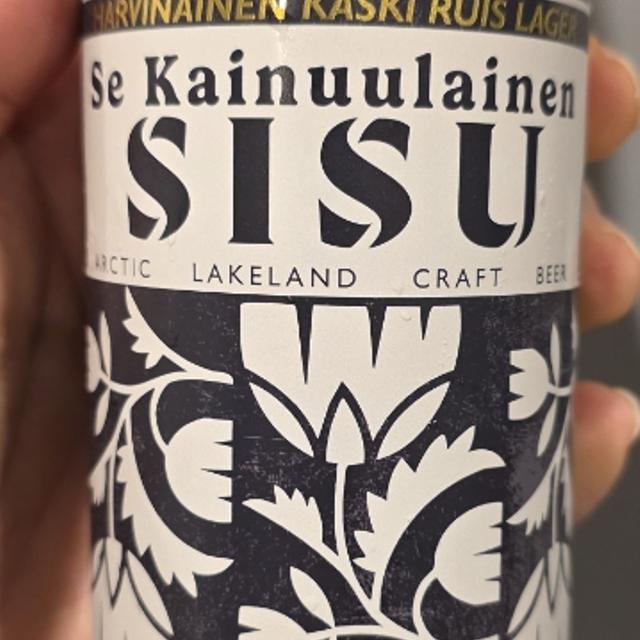 HARVINAINEN KASKI RUIS LAGER
Se Kainuulainen
SISU
ARCTIC LAKELAND CRAFT BEER